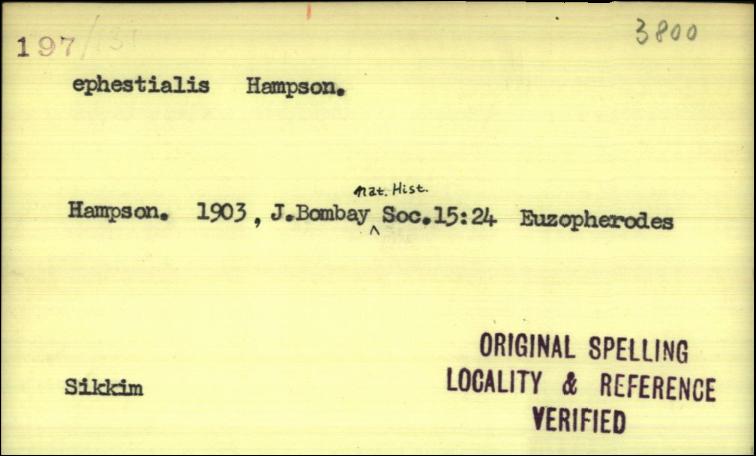 197/131 3800
ephestialis Hampson.
nat. Hist.
Hampson. 1903, J.Bombay ^ Soc.15:24 Euzopherodes
Sikkim
ORIGINAL SPELLING
LOCALITY & REFERENCE
VERIFIED